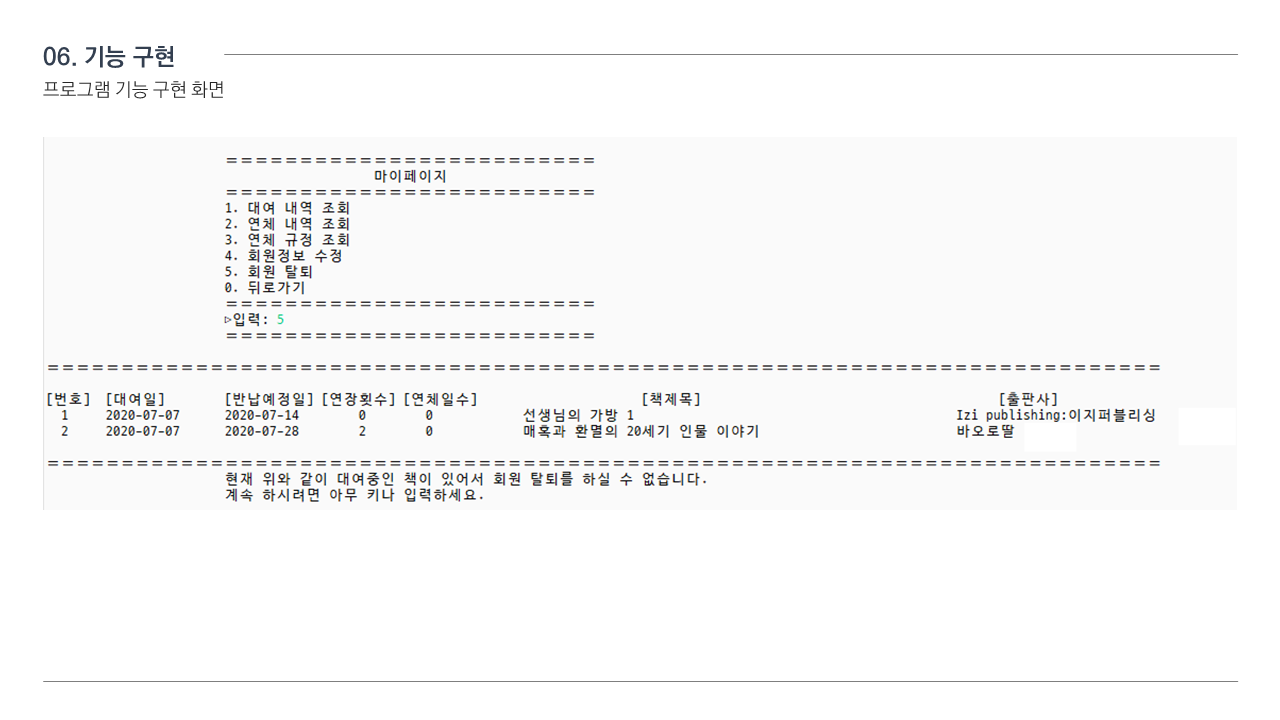 06. 기능 구현
프로그램 기능 구현 화면
=========================
마이페이지
=========================
1. 대여 내역 조회
2. 연체 내역 조회
3. 연체 규정 조회
4. 회원정보 수정
5. 회원 탈퇴
0. 뒤로가기
=========================
▷입력: 5
=========================
===========================================================================
[번호] [대여일] [반납예정일] [연장횟수] [연체일수] [책제목] [출판사]
1 2020-07-07 2020-07-14 0 0 선생님의 가방 1 Izi publishing:이지퍼블리싱
2 2020-07-07 2020-07-28 2 0 매혹과 환멸의 20세기 인물 이야기 바오로딸
===========================================================================
현재 위와 같이 대여중인 책이 있어서 회원 탈퇴를 하실 수 없습니다.
계속 하시려면 아무 키나 입력하세요.